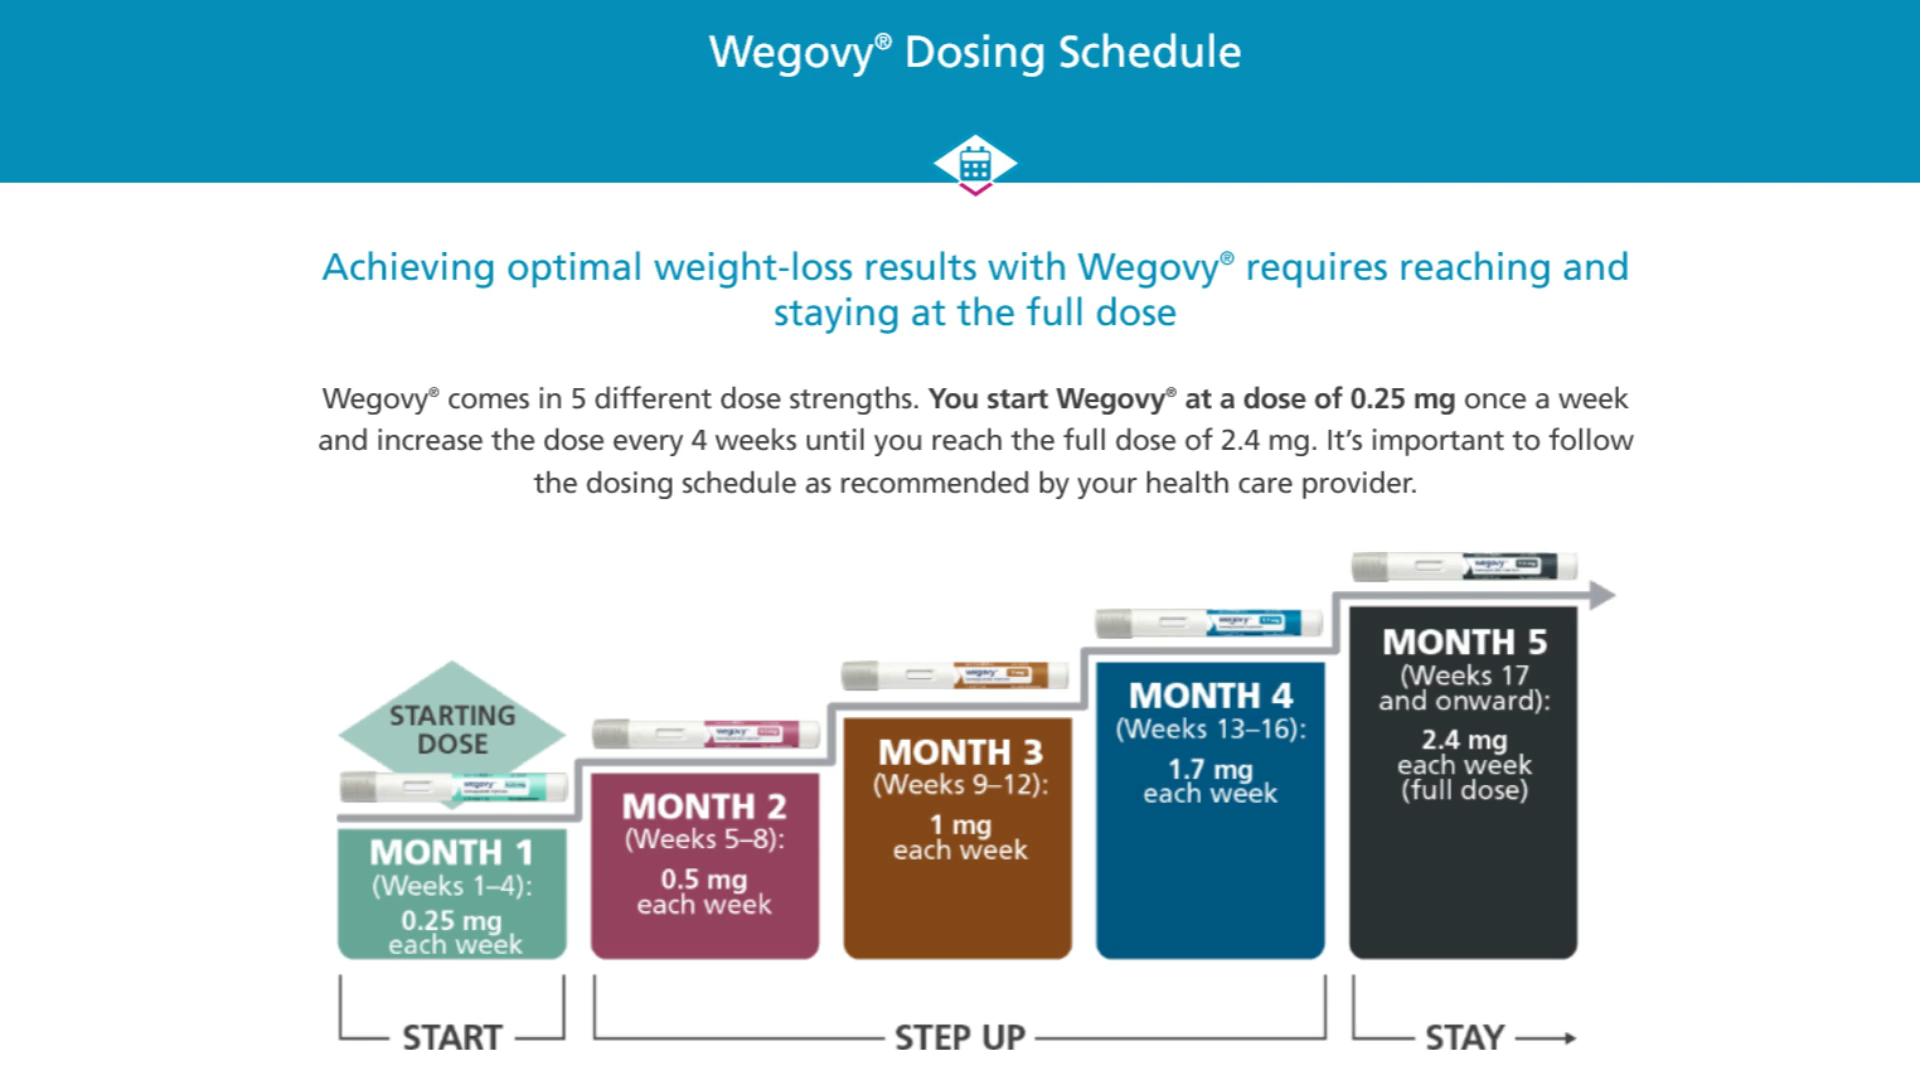 Wegovy® Dosing Schedule
Achieving optimal weight-loss results with Wegovy® requires reaching and
staying at the full dose
Wegovy® comes in 5 different dose strengths. You start Wegovy® at a dose of 0.25 mg once a week
and increase the dose every 4 weeks until you reach the full dose of 2.4 mg. It's important to follow
the dosing schedule as recommended by your health care provider.
STARTING
DOSE
wegovy
MONTH 1
(Weeks 1–4):
0.25 mg
each week
wegovy
MONTH 2
(Weeks 5–8):
0.5 mg
each week
wegovy
MONTH 3
(Weeks 9–12):
1 mg
each week
wegovy
MONTH 4
(Weeks 13–16):
1.7 mg
each week
wegovy
MONTH 5
(Weeks 17
and onward):
2.4 mg
each week
(full dose)
START
STEP UP
STAY